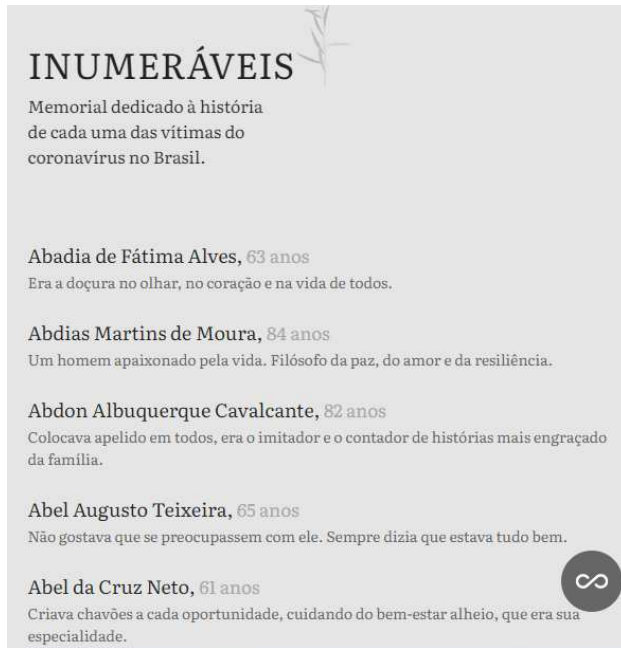 INUMERÁVEIS
Memorial dedicado à história
de cada uma das vítimas do
coronavírus no Brasil.
Abadia de Fátima Alves, 63 anos
Era a doçura no olhar, no coração e na vida de todos.
Abdias Martins de Moura, 84 anos
Um homem apaixonado pela vida. Filósofo da paz, do amor e da resiliência.
Abdon Albuquerque Cavalcante, 82 anos
Colocava apelido em todos, era o imitador e o contador de histórias mais engraçado
da família.
Abel Augusto Teixeira, 65 anos
Não gostava que se preocupassem com ele. Sempre dizia que estava tudo bem.
Abel da Cruz Neto, 61 anos
Criava chavões a cada oportunidade, cuidando do bem-estar alheio, que era sua
especialidade.